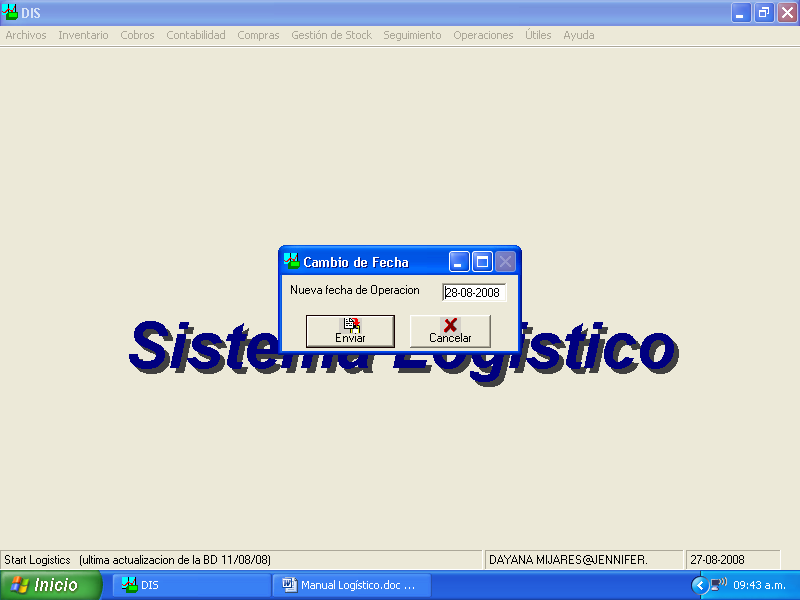 DIS
Archivos Inventario Cobros Contabilidad Compras Gestión de Stock Seguimiento Operaciones Útiles Ayuda
Cambio de Fecha
Nueva fecha de Operacion 28-08-2008
Enviar Cancelar
Sistema Logistico
Start Logistics (ultima actualizacion de la BD 11/08/08) DAYANA MIJARES@JENNIFER. 27-08-2008
Inicio DIS Manual Logístico.doc ... 09:43 a.m.